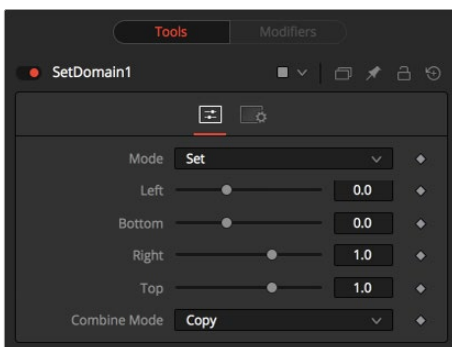 Tools Modifiers
SetDomain1
Mode Set
Left 0.0
Bottom 0.0
Right 1.0
Top 1.0
Combine Mode Copy